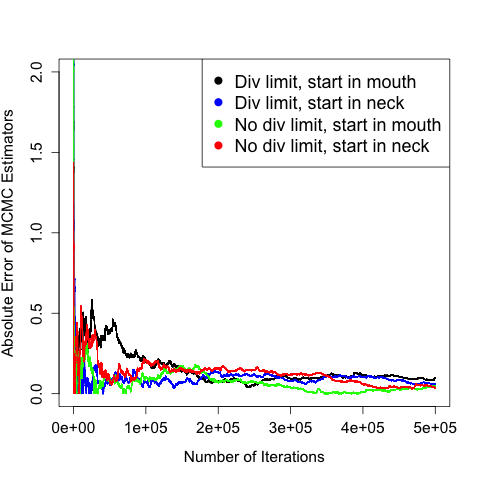 Absolute Error of MCMC Estimators
2.0
1.5
1.0
0.5
0.0
Div limit, start in mouth
Div limit, start in neck
No div limit, start in mouth
No div limit, start in neck
0e+00 1e+05 2e+05 3e+05 4e+05 5e+05
Number of Iterations